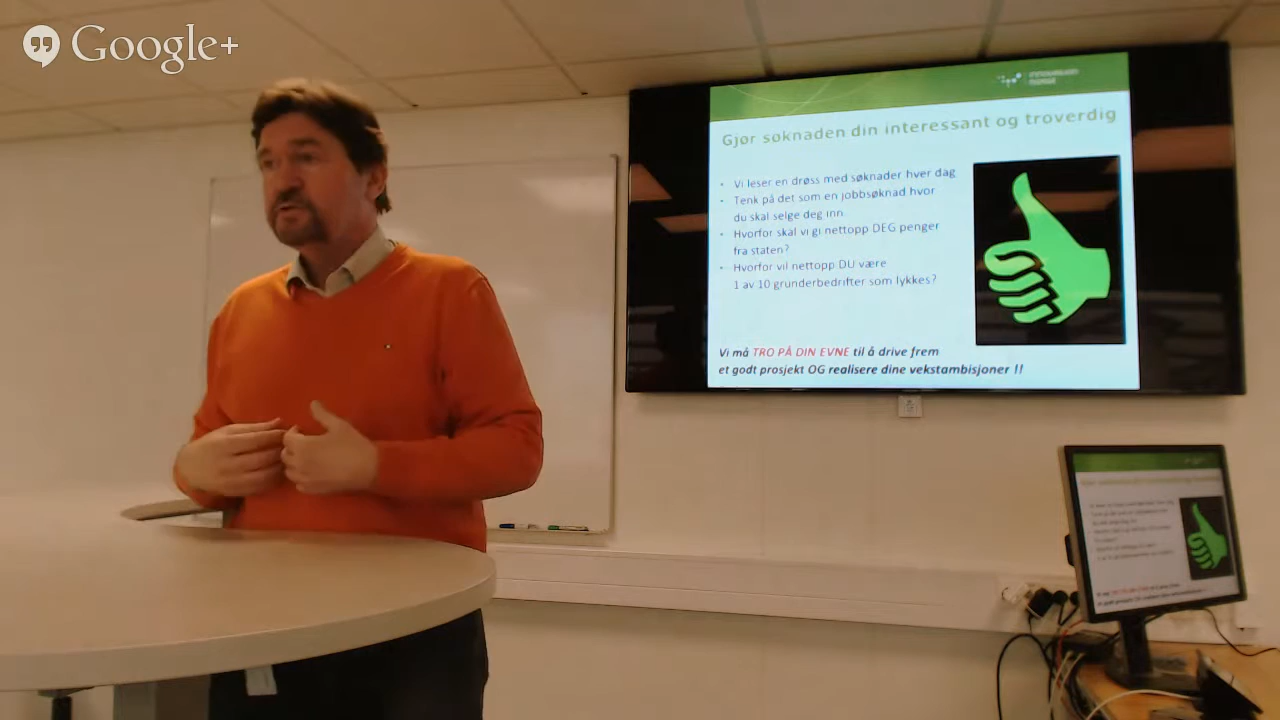 Google+
innovasjon
norge
Gjør søknaden din interessant og troverdig
Vi leser en drøss med søknader hver dag
Tenk på det som en jobbsøknad hvor
du skal selge deg inn
Hvorfor skal vi gi nettopp DEG penger
fra staten?
Hvorfor vil nettopp DU være
1 av 10 grunderbedrifter som lykkes?
Vi må TRO PÅ DIN EVNE til å drive frem
et godt prosjekt OG realisere dine vekstambisjoner !!